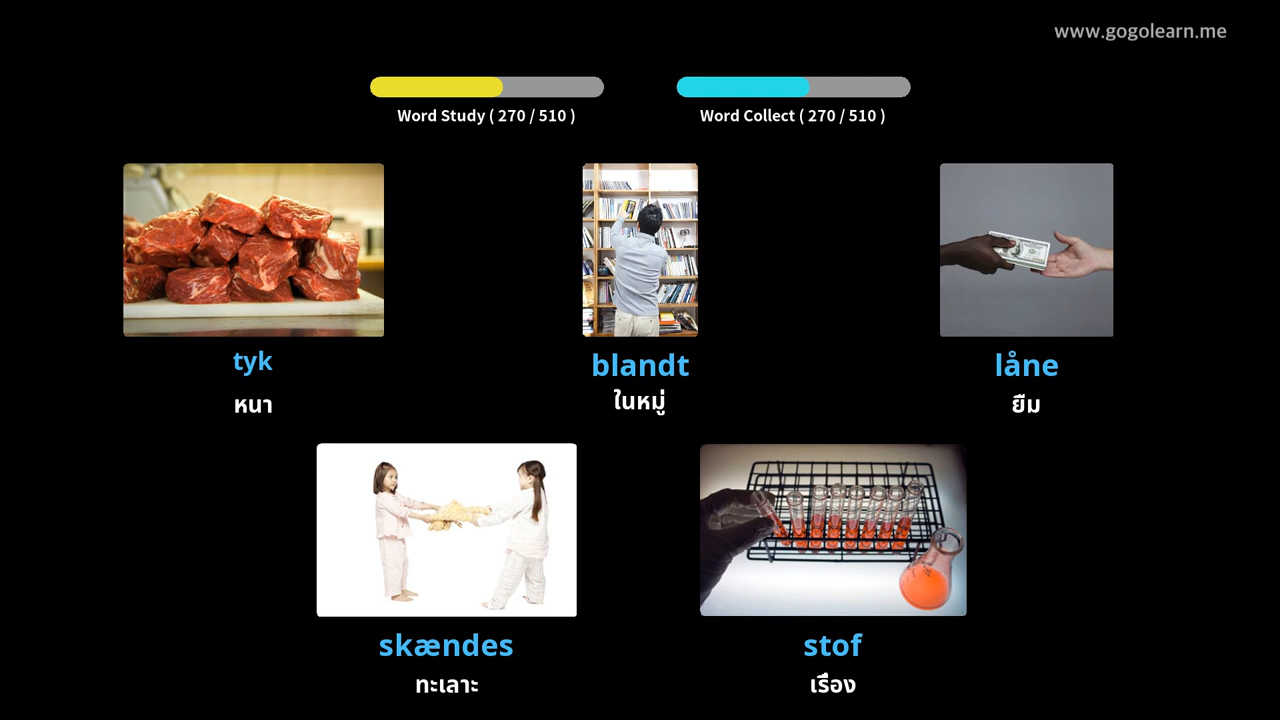 www.gogolearn.me
Word Study ( 270 / 510 )
Word Collect ( 270 / 510 )
tyk
หนา
blandt
ในหมู่
låne
ยืม
skændes
ทะเลาะ
stof
เรื่อง